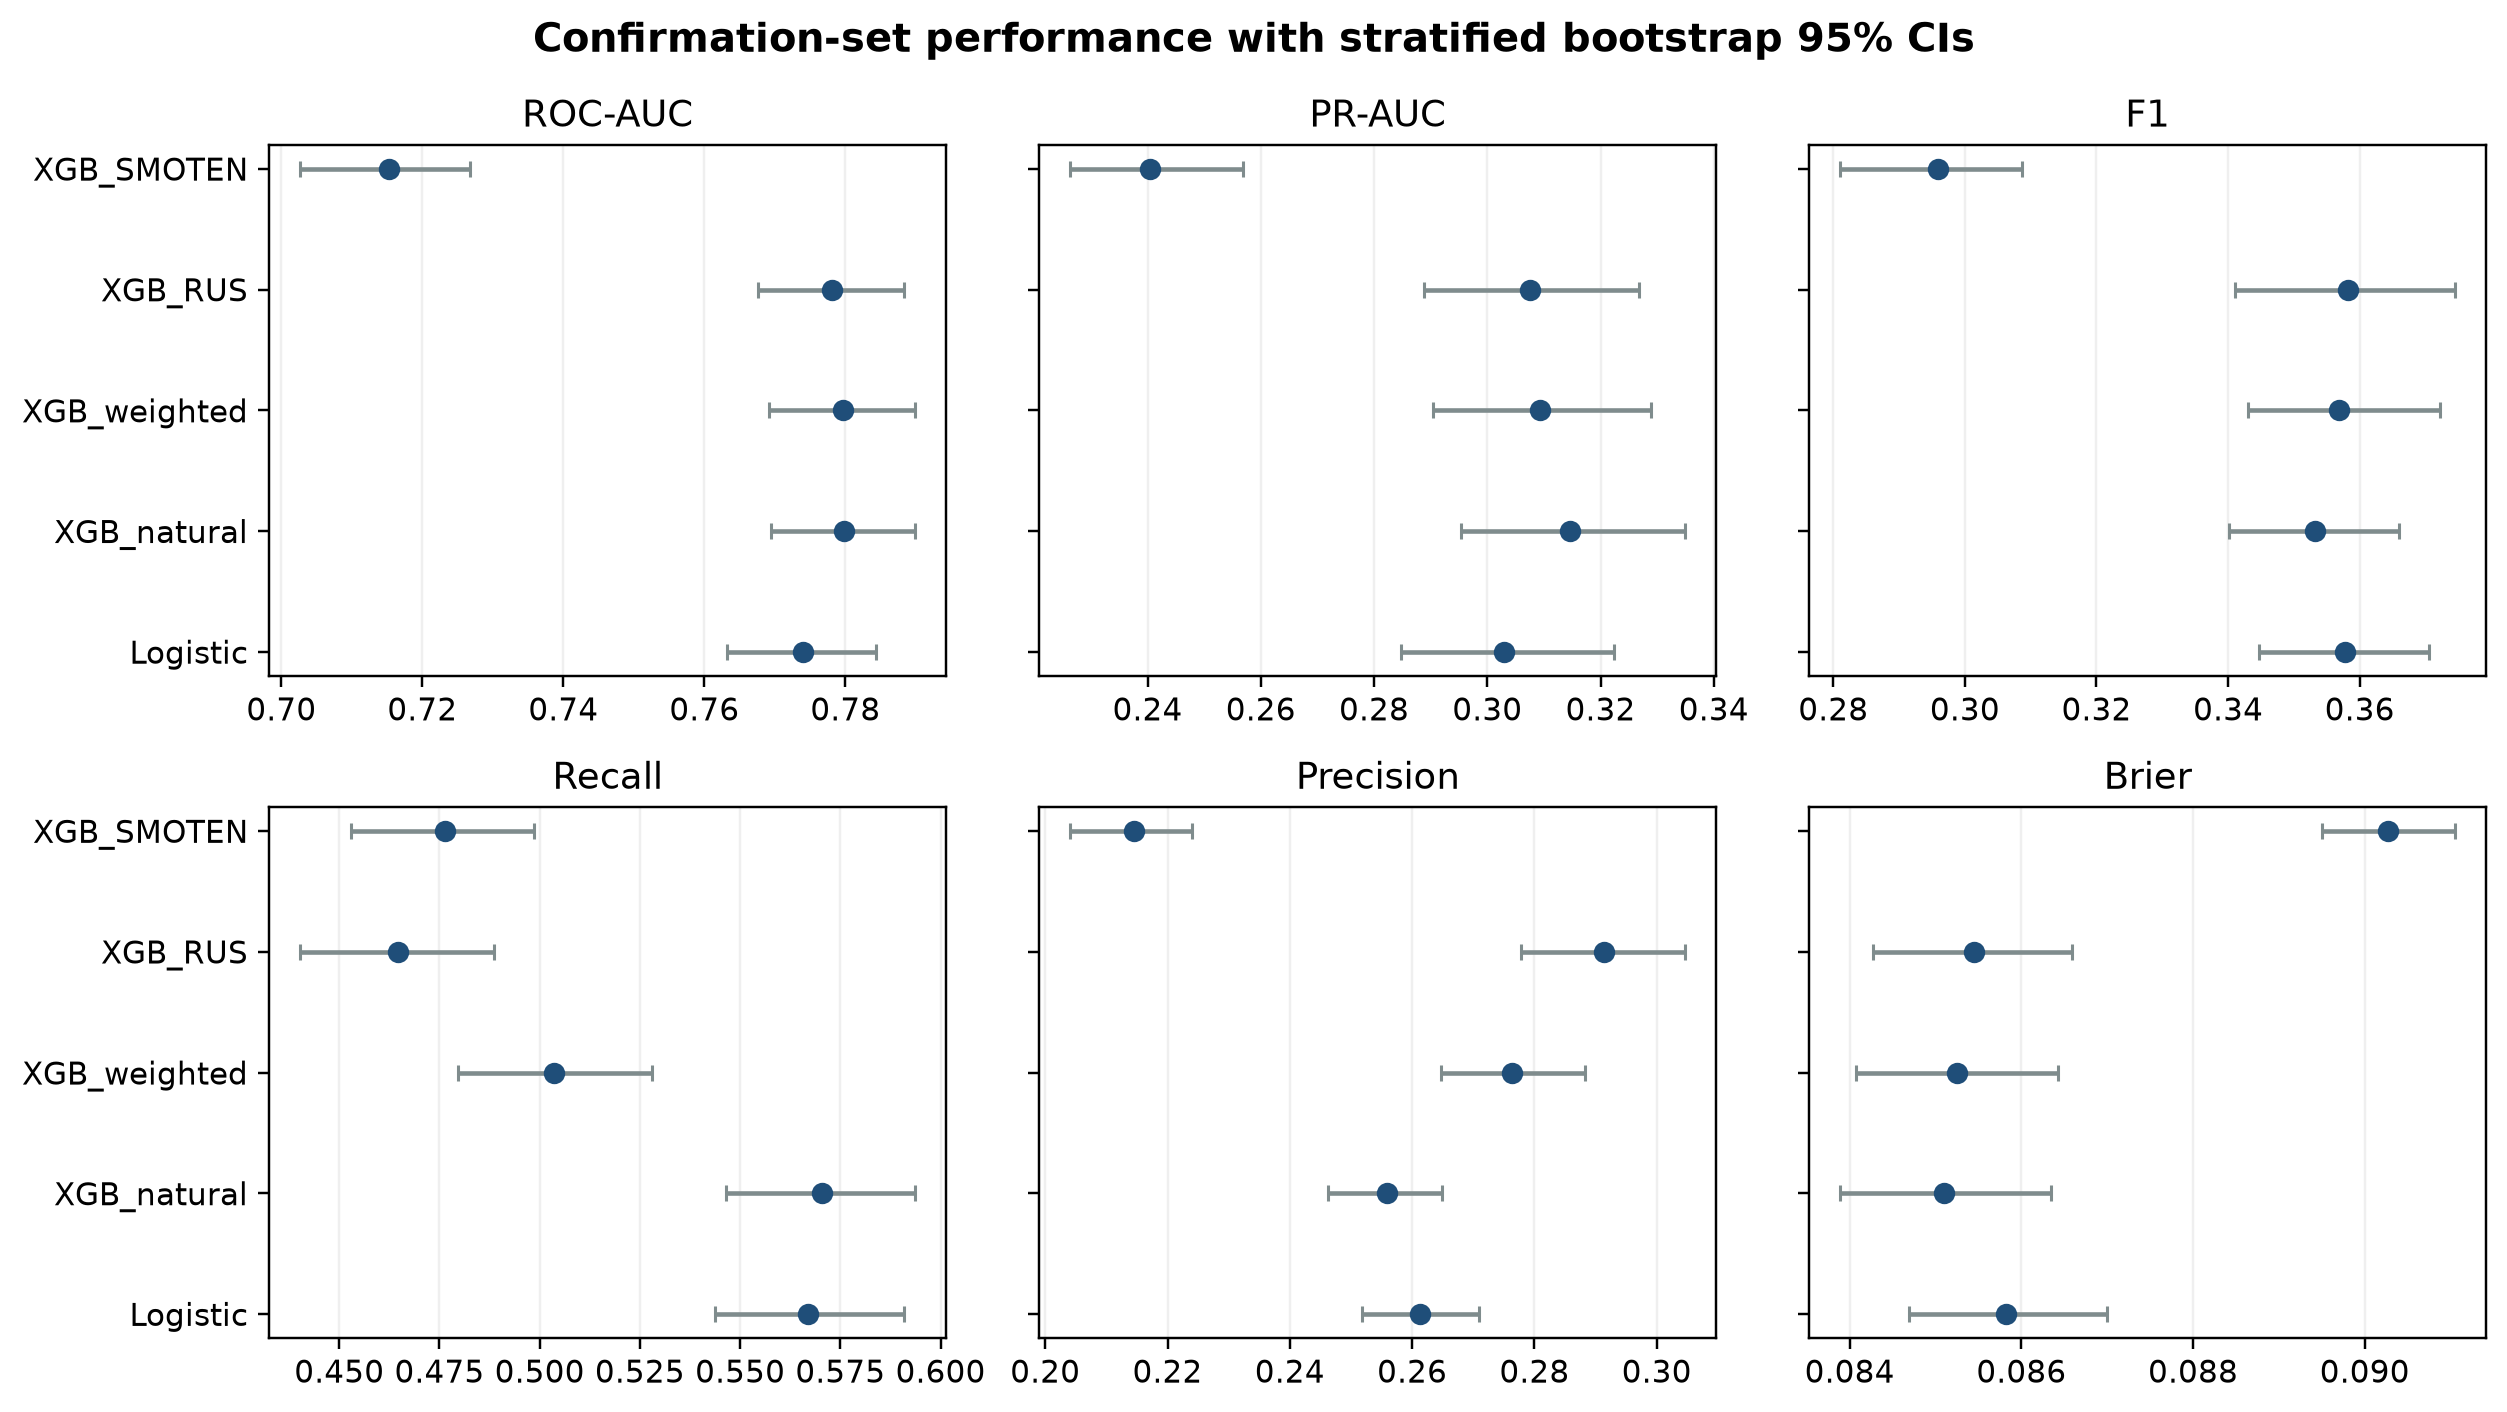 Confirmation-set performance with stratified bootstrap 95% CIs
ROC-AUC
XGB_SMOTEN
XGB_RUS
XGB_weighted
XGB_natural
Logistic
0.70 0.72 0.74 0.76 0.78
PR-AUC
0.24 0.26 0.28 0.30 0.32 0.34
F1
0.28 0.30 0.32 0.34 0.36
Recall
XGB_SMOTEN
XGB_RUS
XGB_weighted
XGB_natural
Logistic
0.450 0.475 0.500 0.525 0.550 0.575 0.600
Precision
0.20 0.22 0.24 0.26 0.28 0.30
Brier
0.084 0.086 0.088 0.090